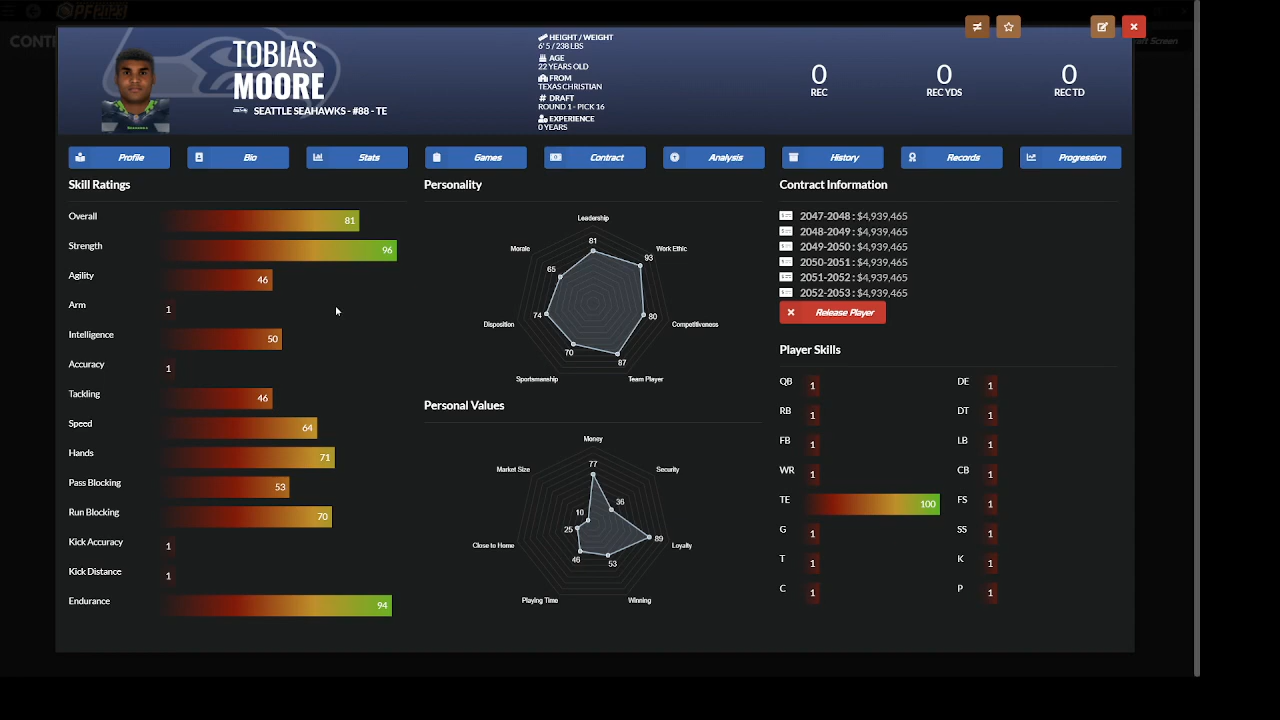 PF2023
TOBIAS
MOORE
SEATTLE SEAHAWKS - #88 - TE
HEIGHT / WEIGHT
6' 5 / 238 LBS
AGE
22 YEARS OLD
FROM
TEXAS CHRISTIAN
DRAFT
ROUND 1 - PICK 16
EXPERIENCE
0 YEARS
0
REC
0
REC YDS
0
REC TD
Profile
Bio
Stats
Games
Contract
Analysis
History
Records
Progression
Skill Ratings
Overall 81
Strength 96
Agility 46
Arm 1
Intelligence 50
Accuracy 1
Tackling 46
Speed 64
Hands 71
Pass Blocking 53
Run Blocking 70
Kick Accuracy 1
Kick Distance 1
Endurance 94
Personality
Leadership
81
Work Ethic
93
Competitiveness
80
Team Player
87
Sportsmanship
70
Disposition
74
Morale
65
Personal Values
Money
77
Security
36
Loyalty
89
Winning
53
Playing Time
46
Close to Home
25
Market Size
10
Contract Information
2047-2048 : $4,939,465
2048-2049 : $4,939,465
2049-2050 : $4,939,465
2050-2051 : $4,939,465
2051-2052 : $4,939,465
2052-2053 : $4,939,465
Release Player
Player Skills
QB 1
RB 1
FB 1
WR 1
TE 100
G 1
T 1
C 1
DE 1
DT 1
LB 1
CB 1
FS 1
SS 1
K 1
P 1